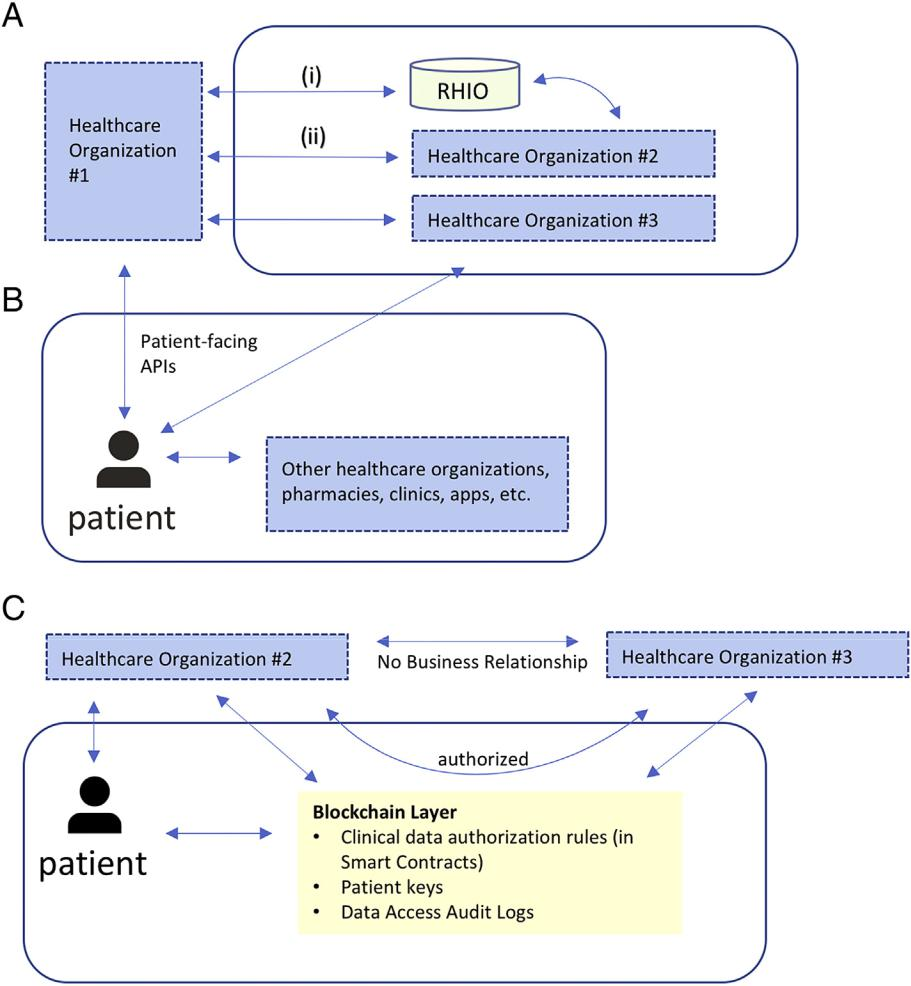 A
Healthcare
Organization
#1
(i)
RHIO
(ii)
Healthcare Organization #2
Healthcare Organization #3
B
Patient-facing
APIs
patient
Other healthcare organizations,
pharmacies, clinics, apps, etc.
C
Healthcare Organization #2
No Business Relationship
Healthcare Organization #3
authorized
patient
Blockchain Layer
• Clinical data authorization rules (in
Smart Contracts)
• Patient keys
• Data Access Audit Logs